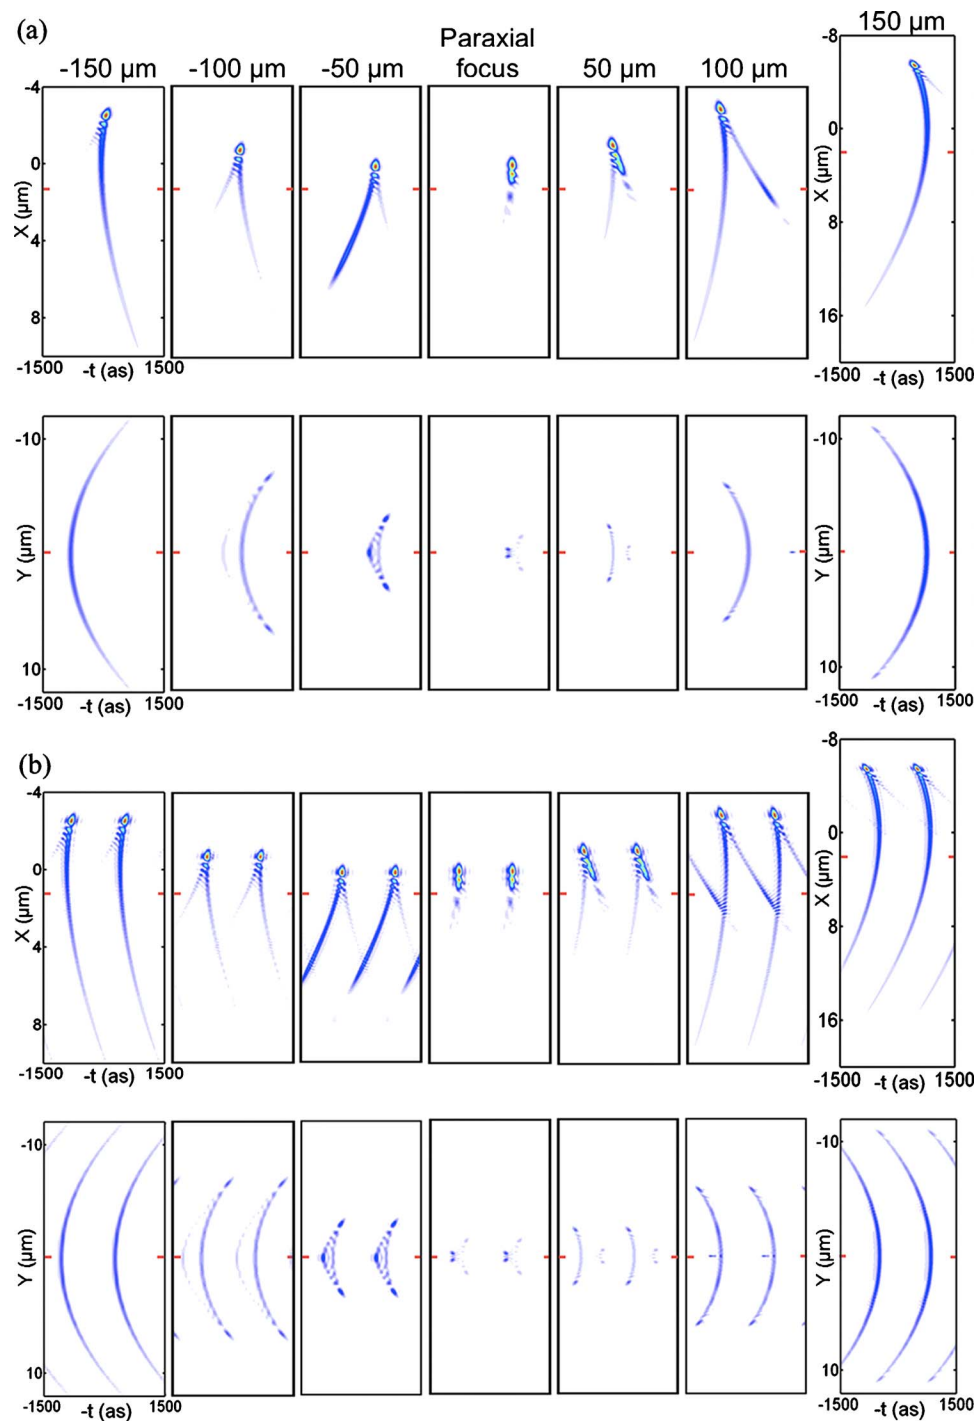 (a)
Paraxial
focus
150 µm
-150 µm -100 µm -50 µm 50 µm 100 µm
-8
-4
0
0
X (µm)
X (µm)
4
8
8
16
-1500 -t (as) 1500
-1500 -t (as) 1500
-10
-10
Y (µm)
Y (µm)
10
10
-1500 -t (as) 1500
-1500 -t (as) 1500
(b)
-8
-4
0
0
X (µm)
X (µm)
4
8
8
16
-1500 -t (as) 1500
-1500 -t (as) 1500
-10
-10
Y (µm)
Y (µm)
10
10
-1500 -t (as) 1500
-1500 -t (as) 1500